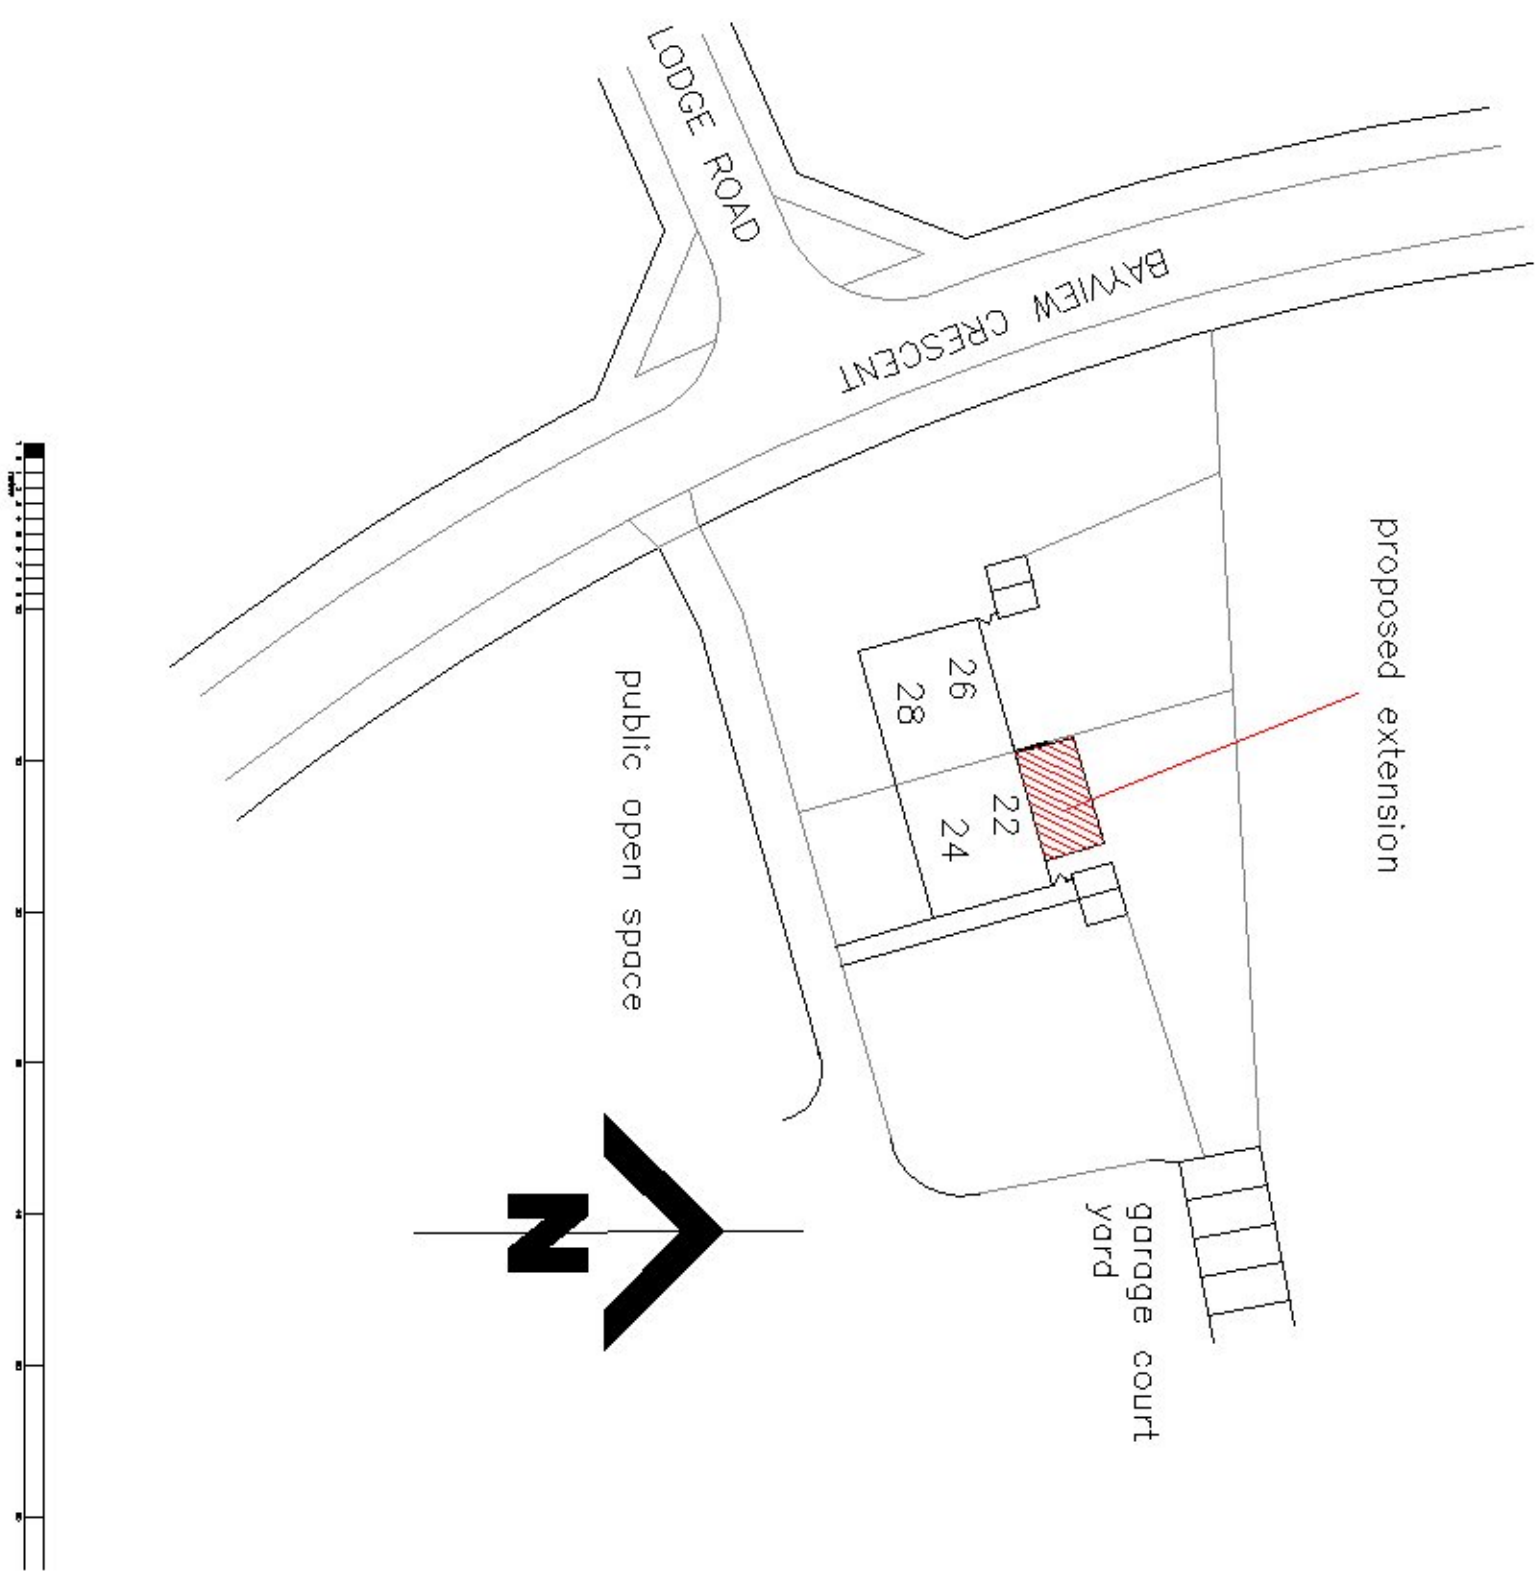 LODGE ROAD
BAYVIEW CRESCENT
proposed extension
26
28
22
24
public open space
garage court
yard
N